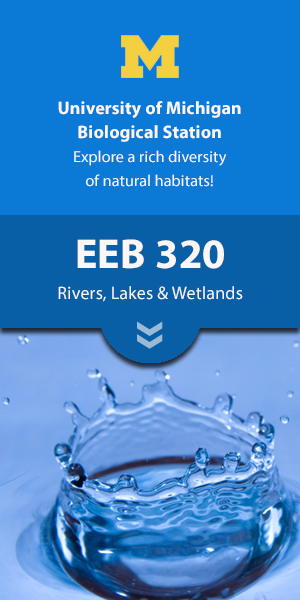 M
University of Michigan
Biological Station
Explore a rich diversity
of natural habitats!
EEB 320
Rivers, Lakes & Wetlands